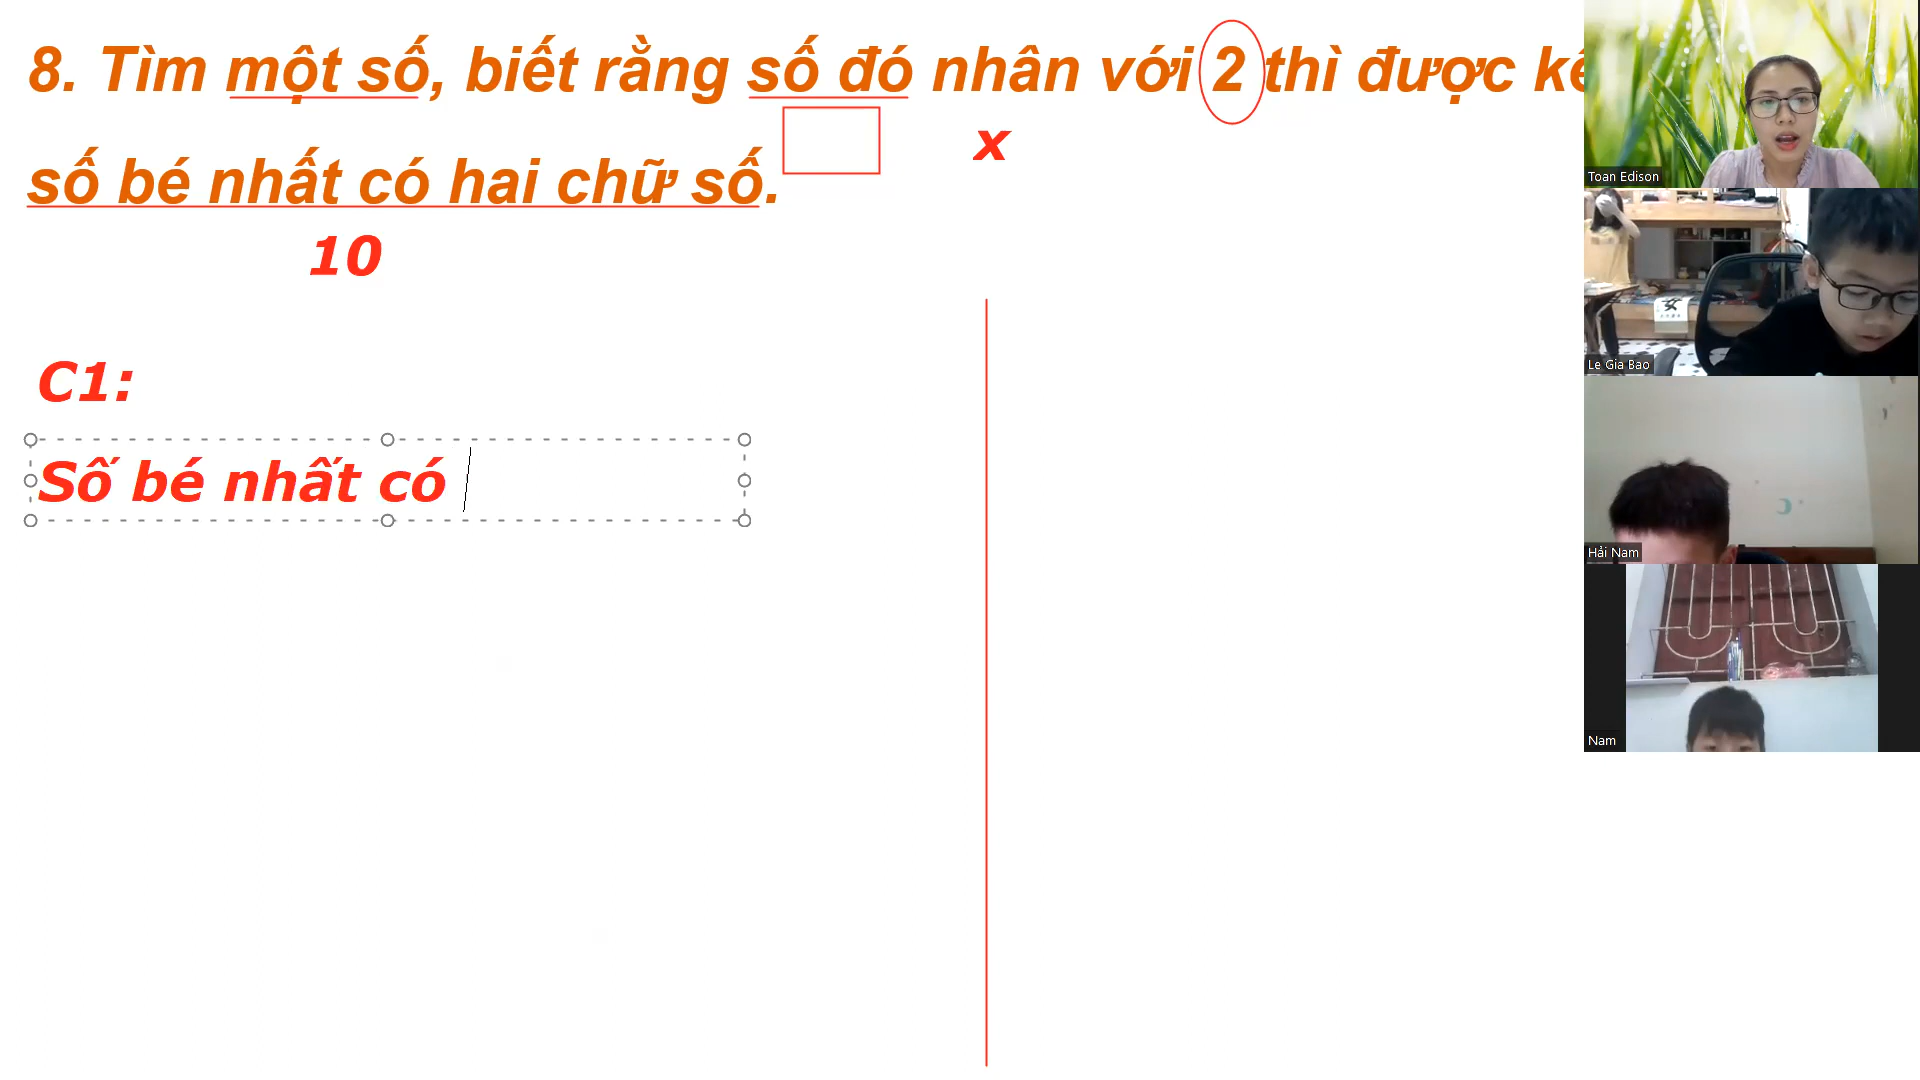 8. Tìm một số, biết rằng số đó nhân với 2 thì được kê
x
số bé nhất có hai chữ số.
10
C1:
Số bé nhất có
Toan Edison
Le Gia Bao
Hải Nam
Nam